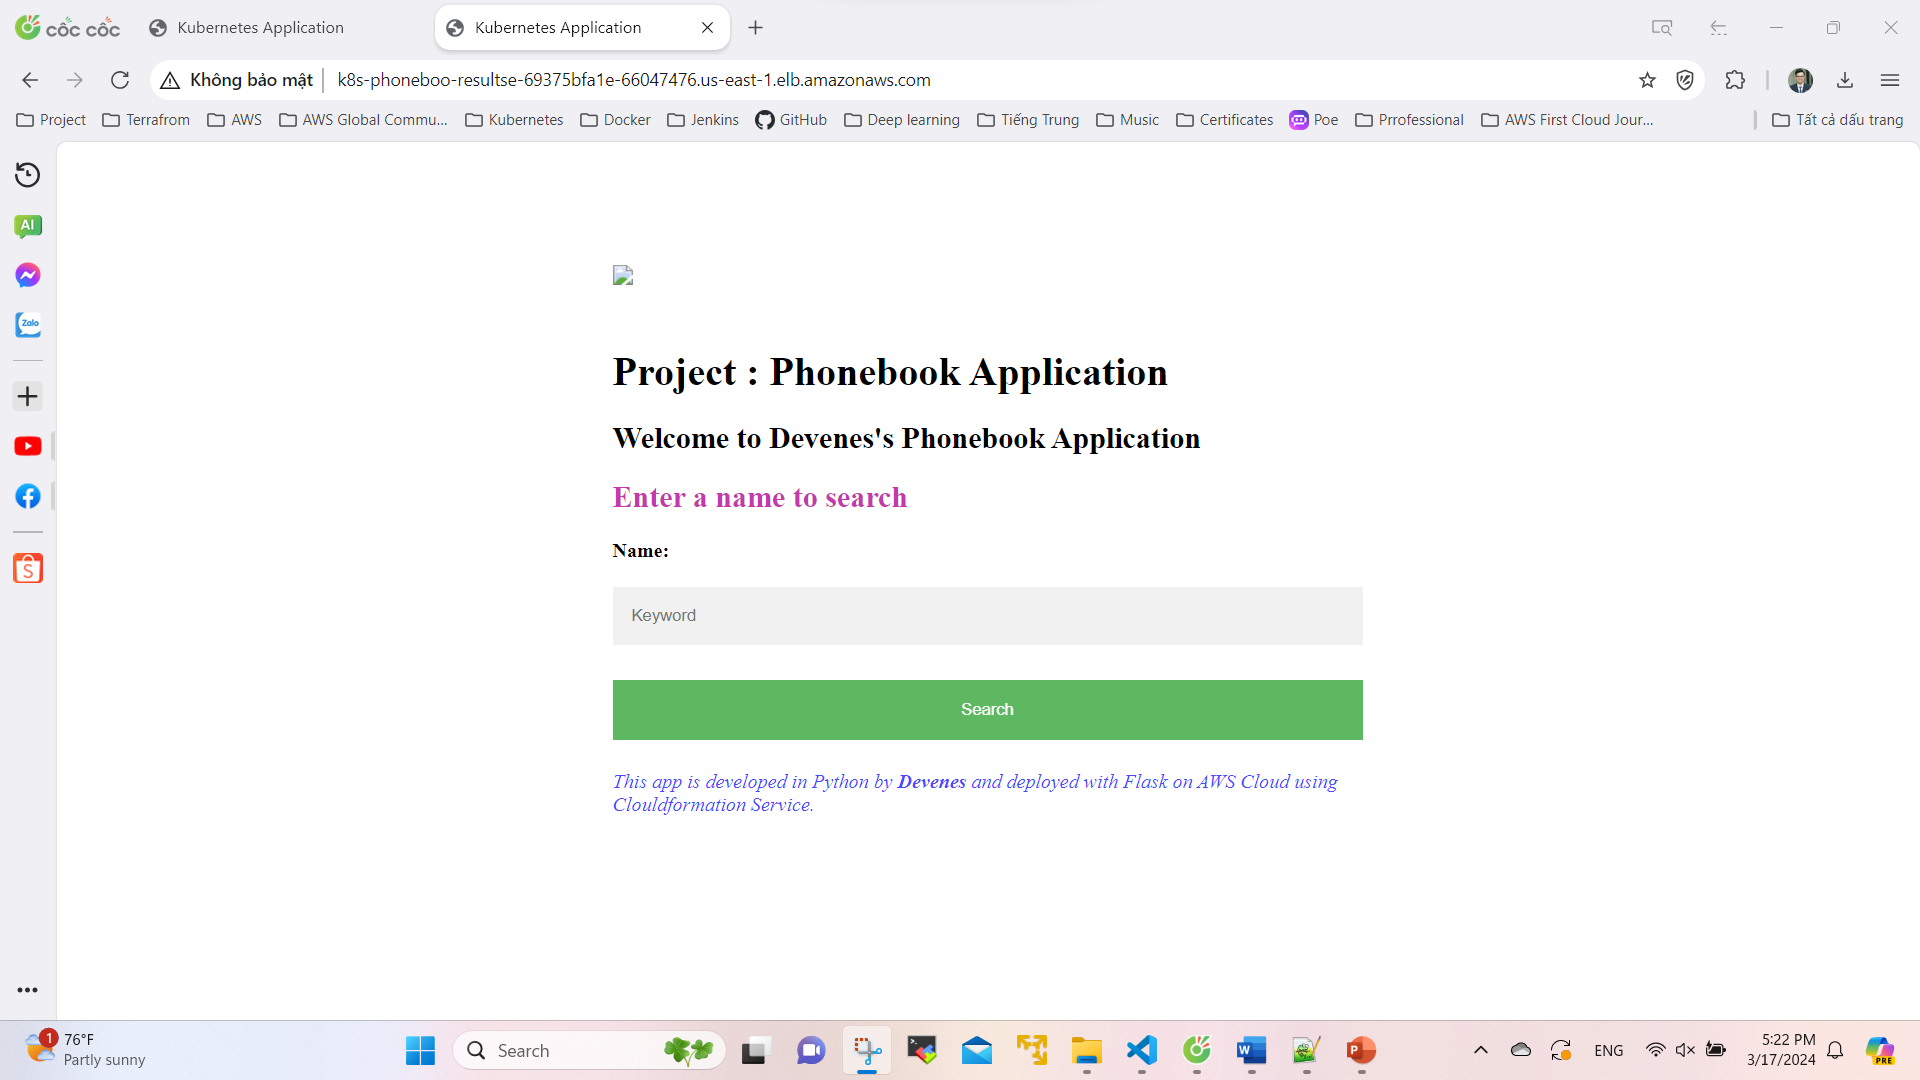 cốc cốc
Kubernetes Application
Kubernetes Application
Không bảo mật
k8s-phoneboo-resultse-69375bfa1e-66047476.us-east-1.elb.amazonaws.com
Project
Terrafrom
AWS
AWS Global Commu...
Kubernetes
Docker
Jenkins
GitHub
Deep learning
Tiếng Trung
Music
Certificates
Poe
Prrofessional
AWS First Cloud Jour...
Tất cả dấu trang
AI
Zalo
Project : Phonebook Application
Welcome to Devenes's Phonebook Application
Enter a name to search
Name:
Keyword
Search
This app is developed in Python by Devenes and deployed with Flask on AWS Cloud using
Clouldformation Service.
1
76°F
Partly sunny
Search
ENG
5:22 PM
3/17/2024
PRE